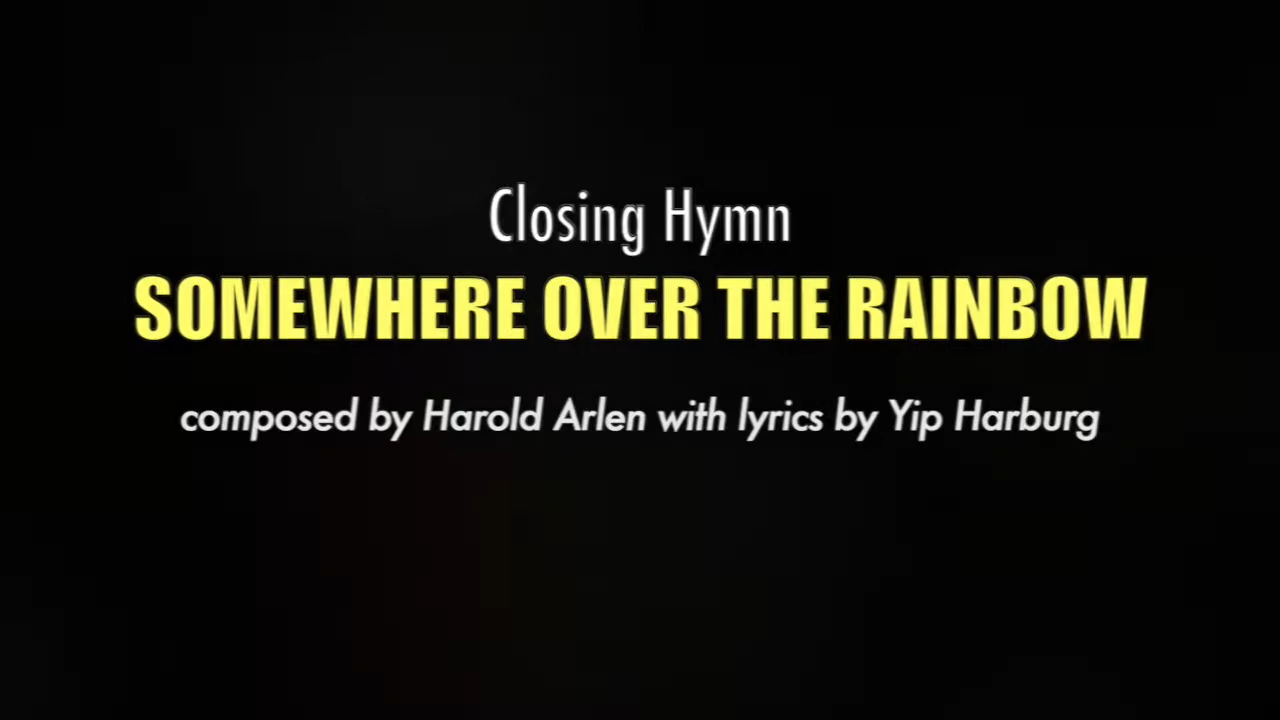 Closing Hymn
SOMEWHERE OVER THE RAINBOW
composed by Harold Arlen with lyrics by Yip Harburg